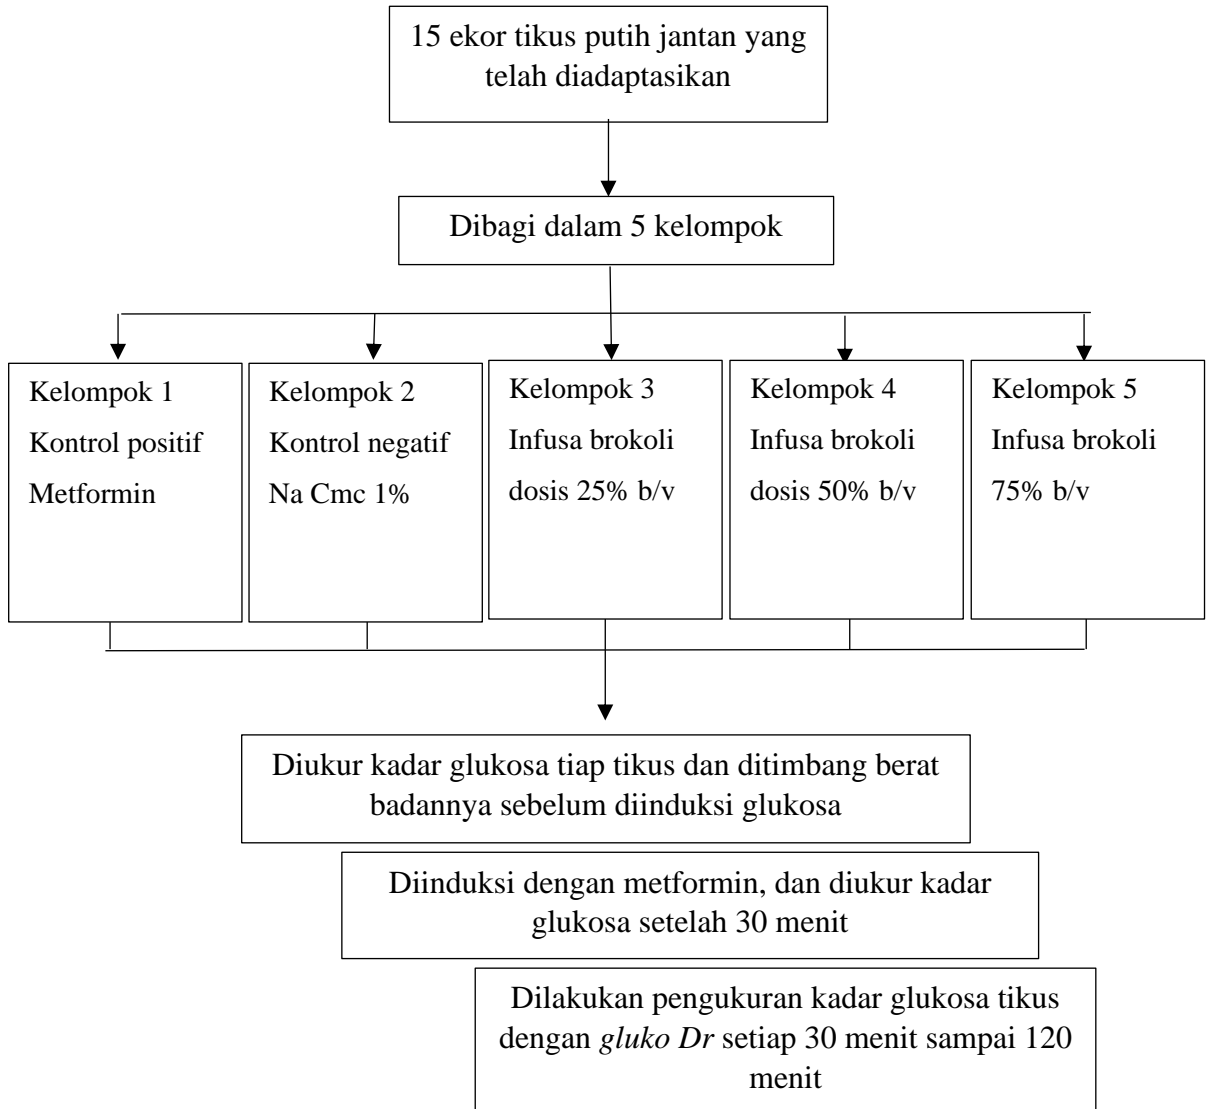 15 ekor tikus putih jantan yang
telah diadaptasikan
Dibagi dalam 5 kelompok
Kelompok 1
Kontrol positif
Metformin
Kelompok 2
Kontrol negatif
Na Cmc 1%
Kelompok 3
Infusa brokoli
dosis 25% b/v
Kelompok 4
Infusa brokoli
dosis 50% b/v
Kelompok 5
Infusa brokoli
75% b/v
Diukur kadar glukosa tiap tikus dan ditimbang berat
badannya sebelum diinduksi glukosa
Diinduksi dengan metformin, dan diukur kadar
glukosa setelah 30 menit
Dilakukan pengukuran kadar glukosa tikus
dengan gluko Dr setiap 30 menit sampai 120
menit